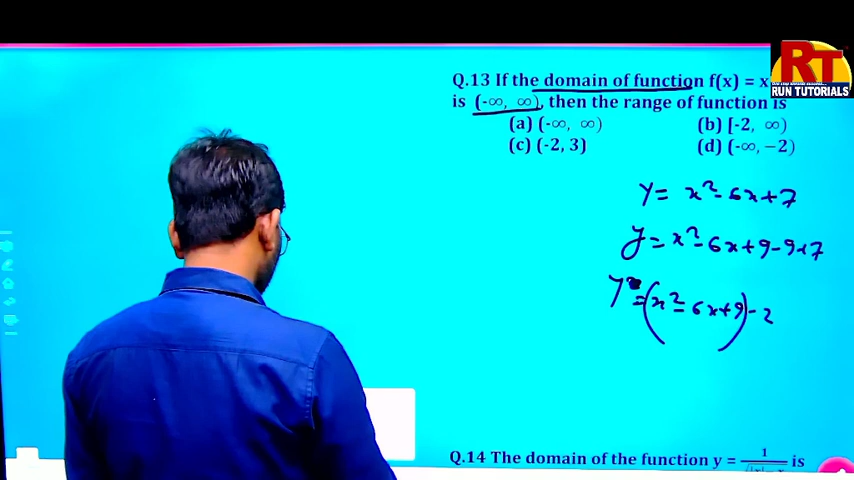 RT
RUN TUTORIALS
Q.13 If the domain of function f(x) = x
is (-∞, ∞), then the range of function is
(a) (-∞, ∞) (b) [-2, ∞)
(c) (-2, 3) (d) (-∞, −2)
y = x² - 6x + 7
y = x² - 6x + 9 - 9 + 7
y = (x² - 6x + 9) - 2
Q.14 The domain of the function y = 1 is